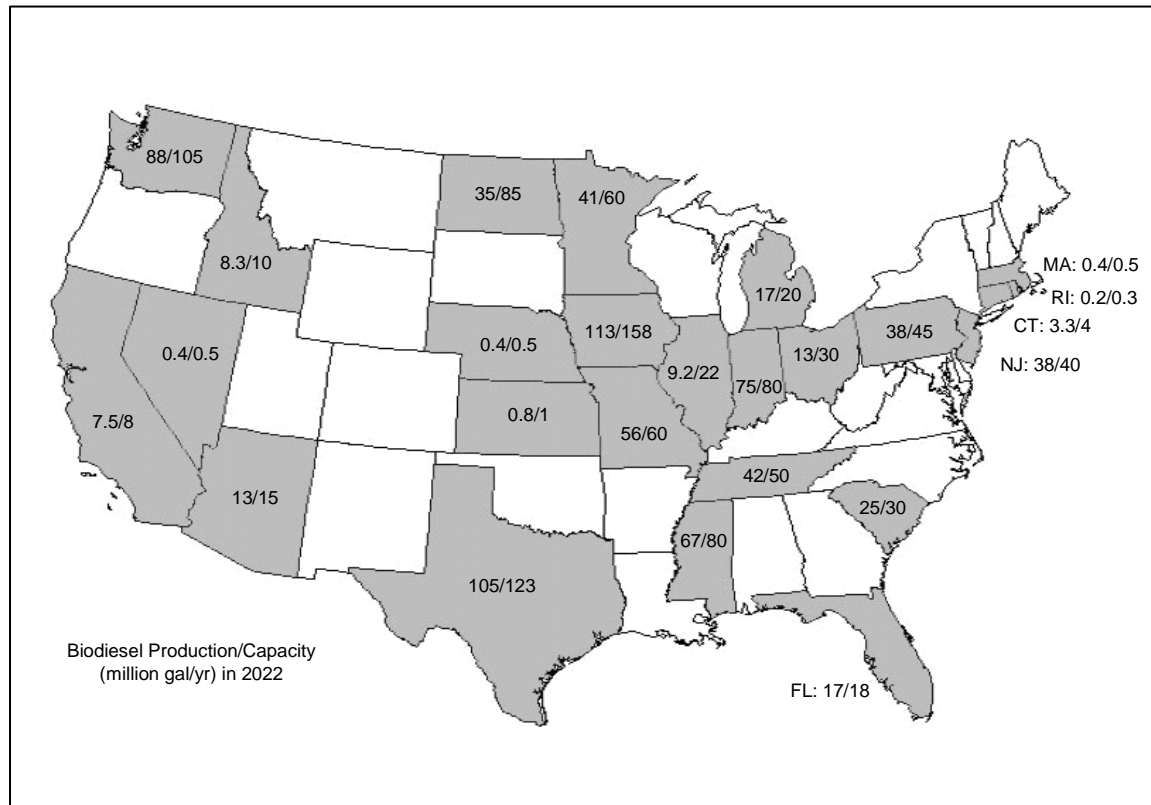 88/105
35/85
41/60
8.3/10
MA: 0.4/0.5
17/20
RI: 0.2/0.3
CT: 3.3/4
113/158
38/45
0.4/0.5
0.4/0.5
13/30
NJ: 38/40
9.2/22
75/80
7.5/8
0.8/1
56/60
42/50
13/15
25/30
67/80
105/123
Biodiesel Production/Capacity
(million gal/yr) in 2022
FL: 17/18